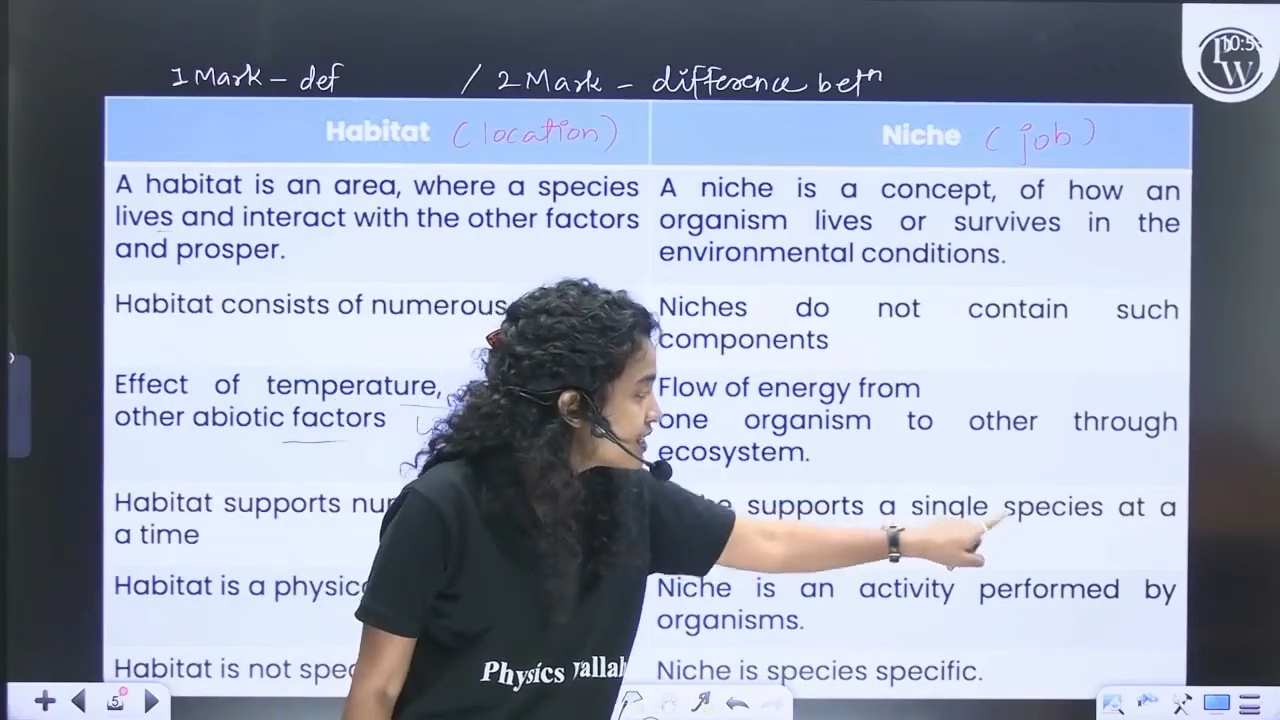 1 Mark - def / 2 Mark - difference betn
Habitat (location) Niche (job)
A habitat is an area, where a species
lives and interact with the other factors
and prosper.
A niche is a concept, of how an
organism lives or survives in the
environmental conditions.
Habitat consists of numerous
Niches do not contain such
components
Effect of temperature,
other abiotic factors
Flow of energy from
one organism to other through
ecosystem.
Habitat supports
a time
supports a single species at a
Habitat is a
Niche is an activity performed by
organisms.
Habitat is not
Niche is species specific.
Physics
5
10:5
PW